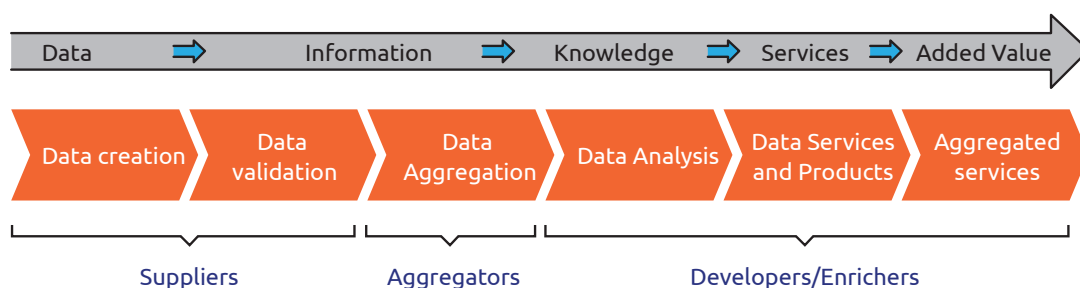 Data Information Knowledge Services Added Value
Data creation
Data
validation
Data
Aggregation
Data Analysis
Data Services
and Products
Aggregated
services
Suppliers Aggregators Developers/Enrichers